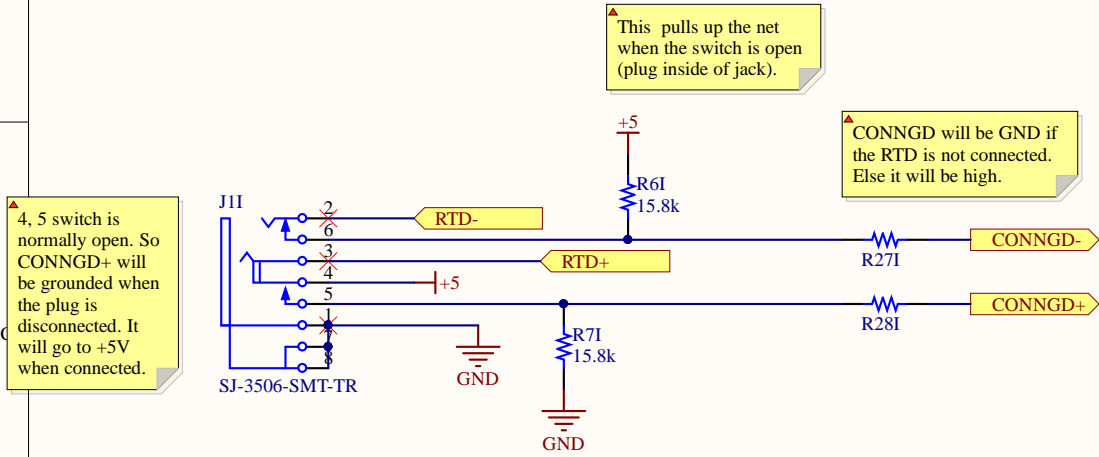 This pulls up the net
when the switch is open
(plug inside of jack).
+5
CONNGD will be GND if
the RTD is not connected.
Else it will be high.
4, 5 switch is
normally open. So
CONNGD+ will
be grounded when
the plug is
disconnected. It
will go to +5V
when connected.
J1I
2
RTD-
6
R6I
15.8k
R27I
CONNGD-
3
RTD+
4
+5
5
R28I
CONNGD+
1
7
8
GND
R7I
15.8k
GND
SJ-3506-SMT-TR